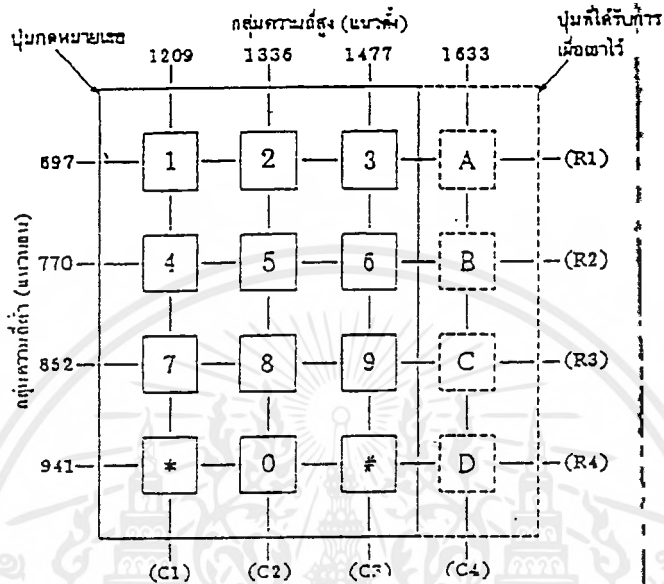 กลุ่มความถี่สูง (แนวตั้ง)
ปุ่มกดหมายเลข
ปุ่มที่ได้รับการ
เผื่อเอาไว้
1209 1336 1477 1633
697 1 2 3 A (R1)
770 4 5 6 B (R2)
852 7 8 9 C (R3)
941 * 0 # D (R4)
กลุ่มความถี่ต่ำ (แนวนอน)
(C1) (C2) (C3) (C4)